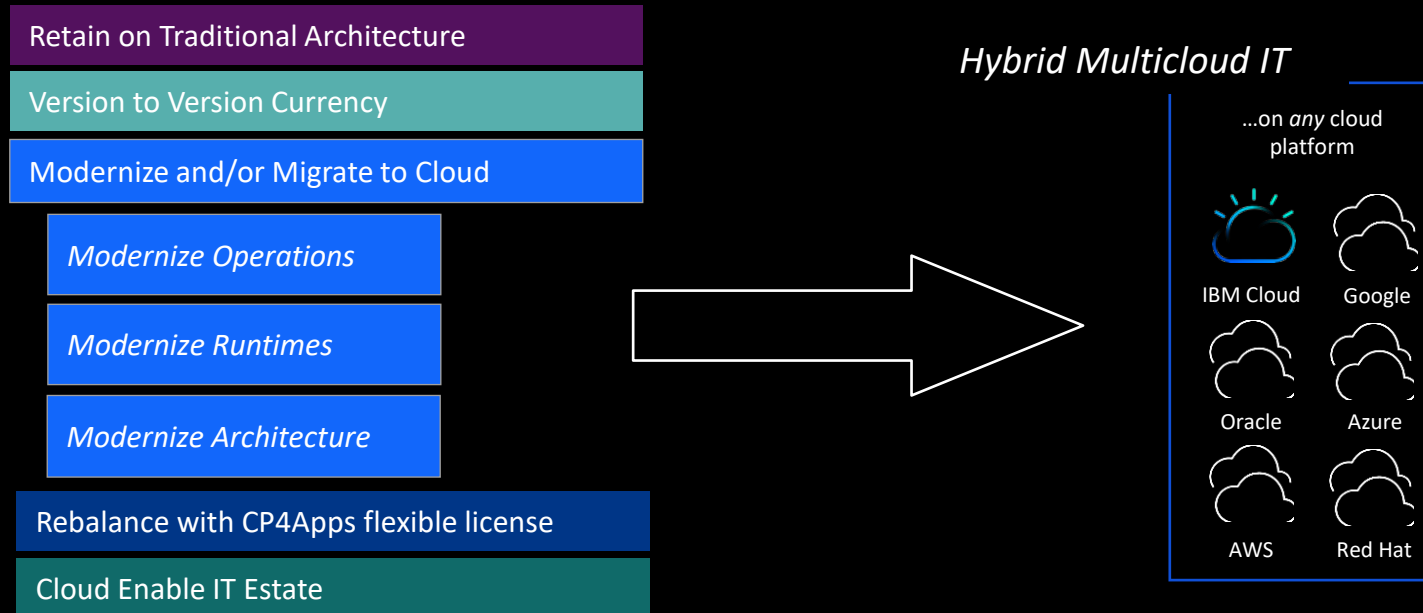 Retain on Traditional Architecture
Version to Version Currency
Modernize and/or Migrate to Cloud
Modernize Operations
Modernize Runtimes
Modernize Architecture
Rebalance with CP4Apps flexible license
Cloud Enable IT Estate
Hybrid Multicloud IT
...on any cloud
platform
IBM Cloud
Google
Oracle
Azure
AWS
Red Hat